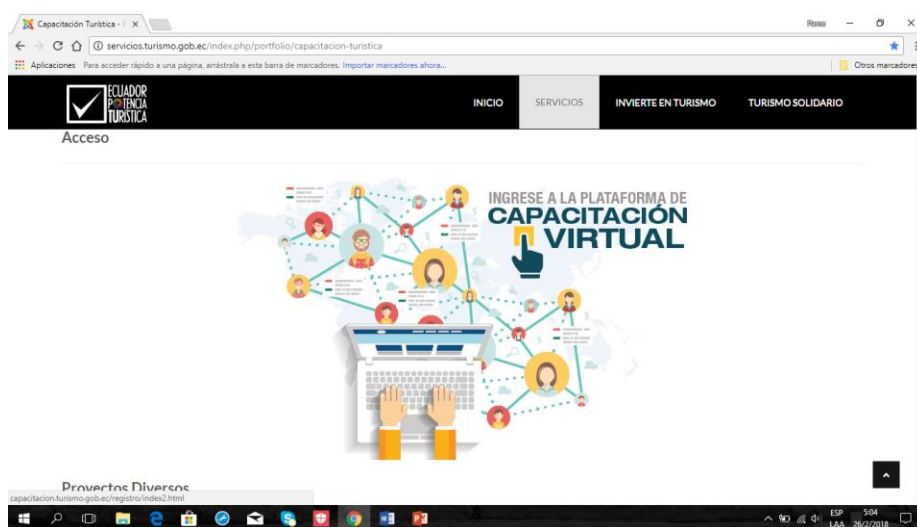 Capacitación Turística - I
servicios.turismo.gob.ec/index.php/portfolio/capacitacion-turistica
Aplicaciones Para acceder rápido a una página, arrástrala a esta barra de marcadores. Importar marcadores ahora...
Otros marcadores
ECUADOR
POTENCIA
TURÍSTICA
INICIO SERVICIOS INVIERTE EN TURISMO TURISMO SOLIDARIO
Acceso
INGRESE A LA PLATAFORMA DE
CAPACITACIÓN
VIRTUAL
Proyectos Diversos
capacitacion.turismo.gob.ec/registro/index2.html
ESP 5:04
LAA 26/2/2018